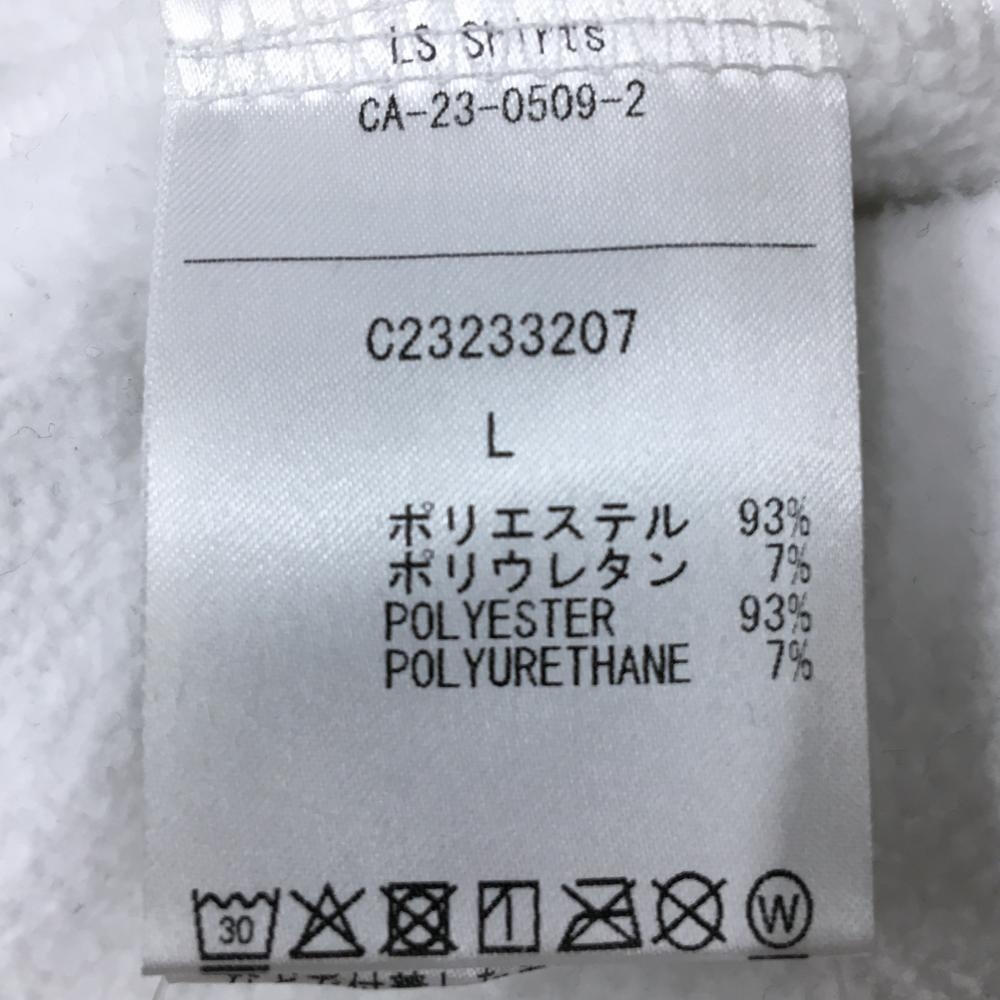 LS Shirts
CA-23-0509-2
C23233207
L
ポリエステル 93%
ポリウレタン 7%
POLYESTER 93%
POLYURETHANE 7%
30
W